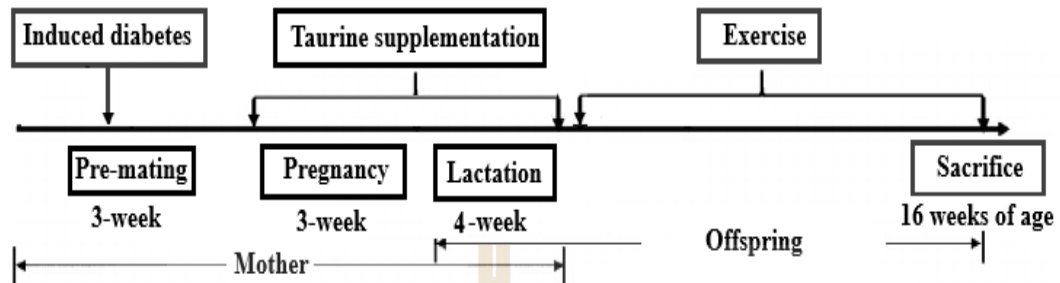 Induced diabetes
Taurine supplementation
Exercise
Pre-mating
Pregnancy
Lactation
Sacrifice
3-week
3-week
4-week
16 weeks of age
Offspring
Mother